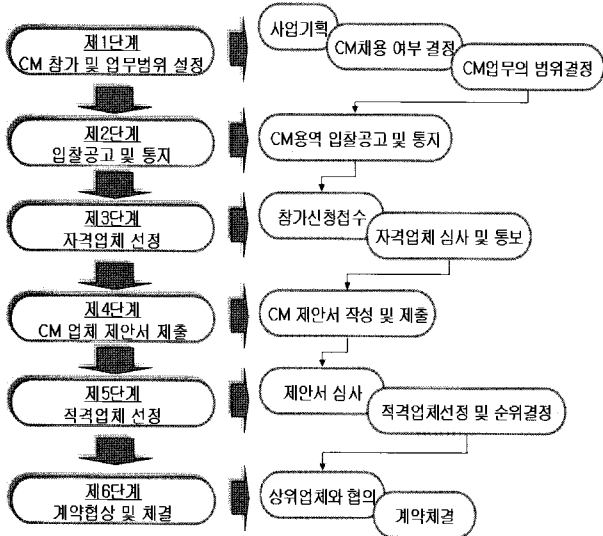 제1단계
CM 참가 및 업무범위 설정
사업기획
CM채용 여부 결정
CM업무의 범위결정
제2단계
입찰공고 및 통지
CM용역 입찰공고 및 통지
제3단계
자격업체 선정
참가신청접수
자격업체 심사 및 통보
제4단계
CM 업체 제안서 제출
CM 제안서 작성 및 제출
제5단계
적격업체 선정
제안서 심사
적격업체선정 및 순위결정
제6단계
계약협상 및 체결
상위업체와 협의
계약체결